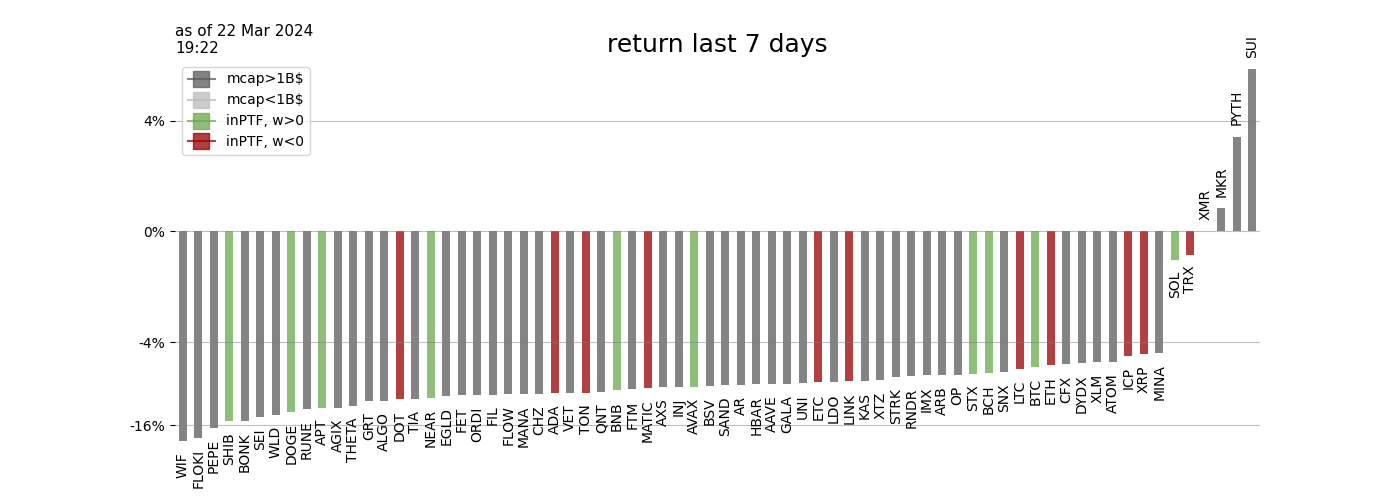 as of 22 Mar 2024
19:22
return last 7 days
mcap>1B$
mcap<1B$
inPTF, w>0
inPTF, w<0
4%
0%
-4%
-16%
WIF
FLOKI
PEPE
SHIB
BONK
SEI
WLD
DOGE
RUNE
APT
AGIX
THETA
GRT
ALGO
DOT
TIA
NEAR
EGLD
FET
ORDI
FIL
FLOW
MANA
CHZ
ADA
VET
TON
QNT
BNB
FTM
MATIC
AXS
INJ
AVAX
BSV
SAND
AR
HBAR
AAVE
GALA
UNI
ETC
LDO
LINK
KAS
XTZ
STRK
RNDR
IMX
ARB
OP
STX
BCH
SNX
LTC
BTC
ETH
CFX
DYDX
XLM
ATOM
ICP
XRP
MINA
SOL
TRX
XMR
MKR
PYTH
SUI